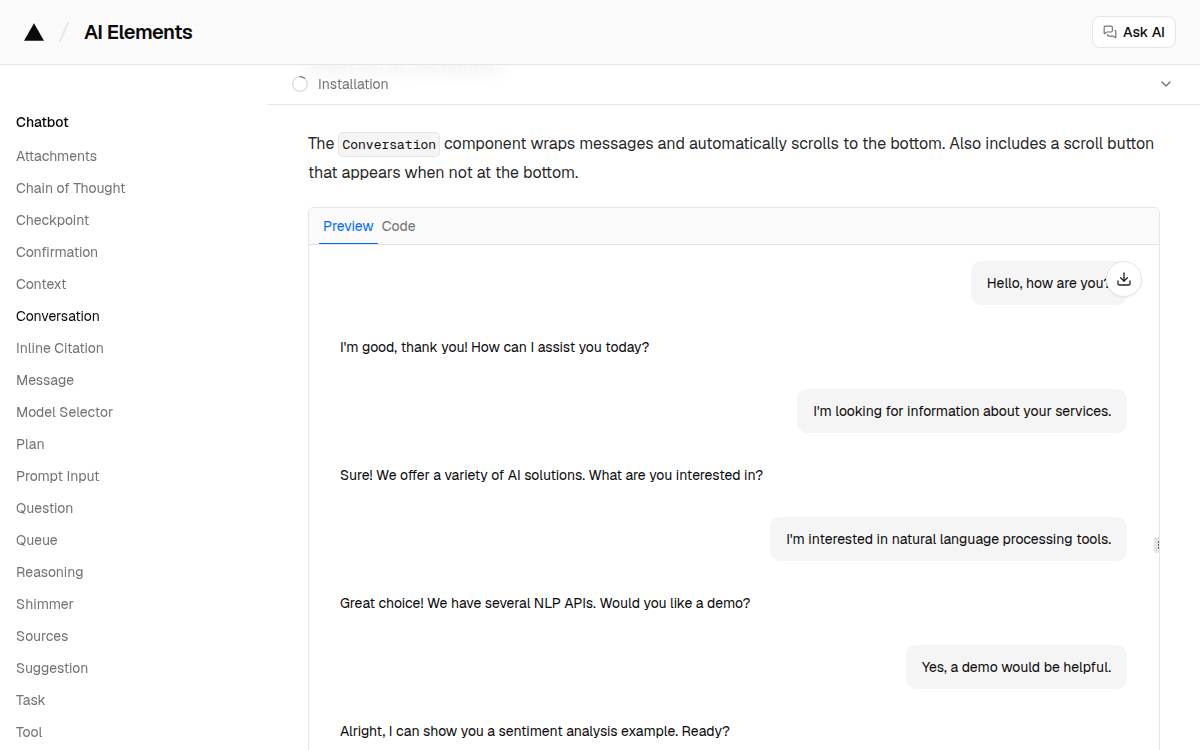 AI Elements
Ask AI
Installation
Chatbot
Attachments
Chain of Thought
Checkpoint
Confirmation
Context
Conversation
Inline Citation
Message
Model Selector
Plan
Prompt Input
Question
Queue
Reasoning
Shimmer
Sources
Suggestion
Task
Tool
The Conversation component wraps messages and automatically scrolls to the bottom. Also includes a scroll button
that appears when not at the bottom.
Preview Code
Hello, how are you?
I'm good, thank you! How can I assist you today?
I'm looking for information about your services.
Sure! We offer a variety of AI solutions. What are you interested in?
I'm interested in natural language processing tools.
Great choice! We have several NLP APIs. Would you like a demo?
Yes, a demo would be helpful.
Alright, I can show you a sentiment analysis example. Ready?